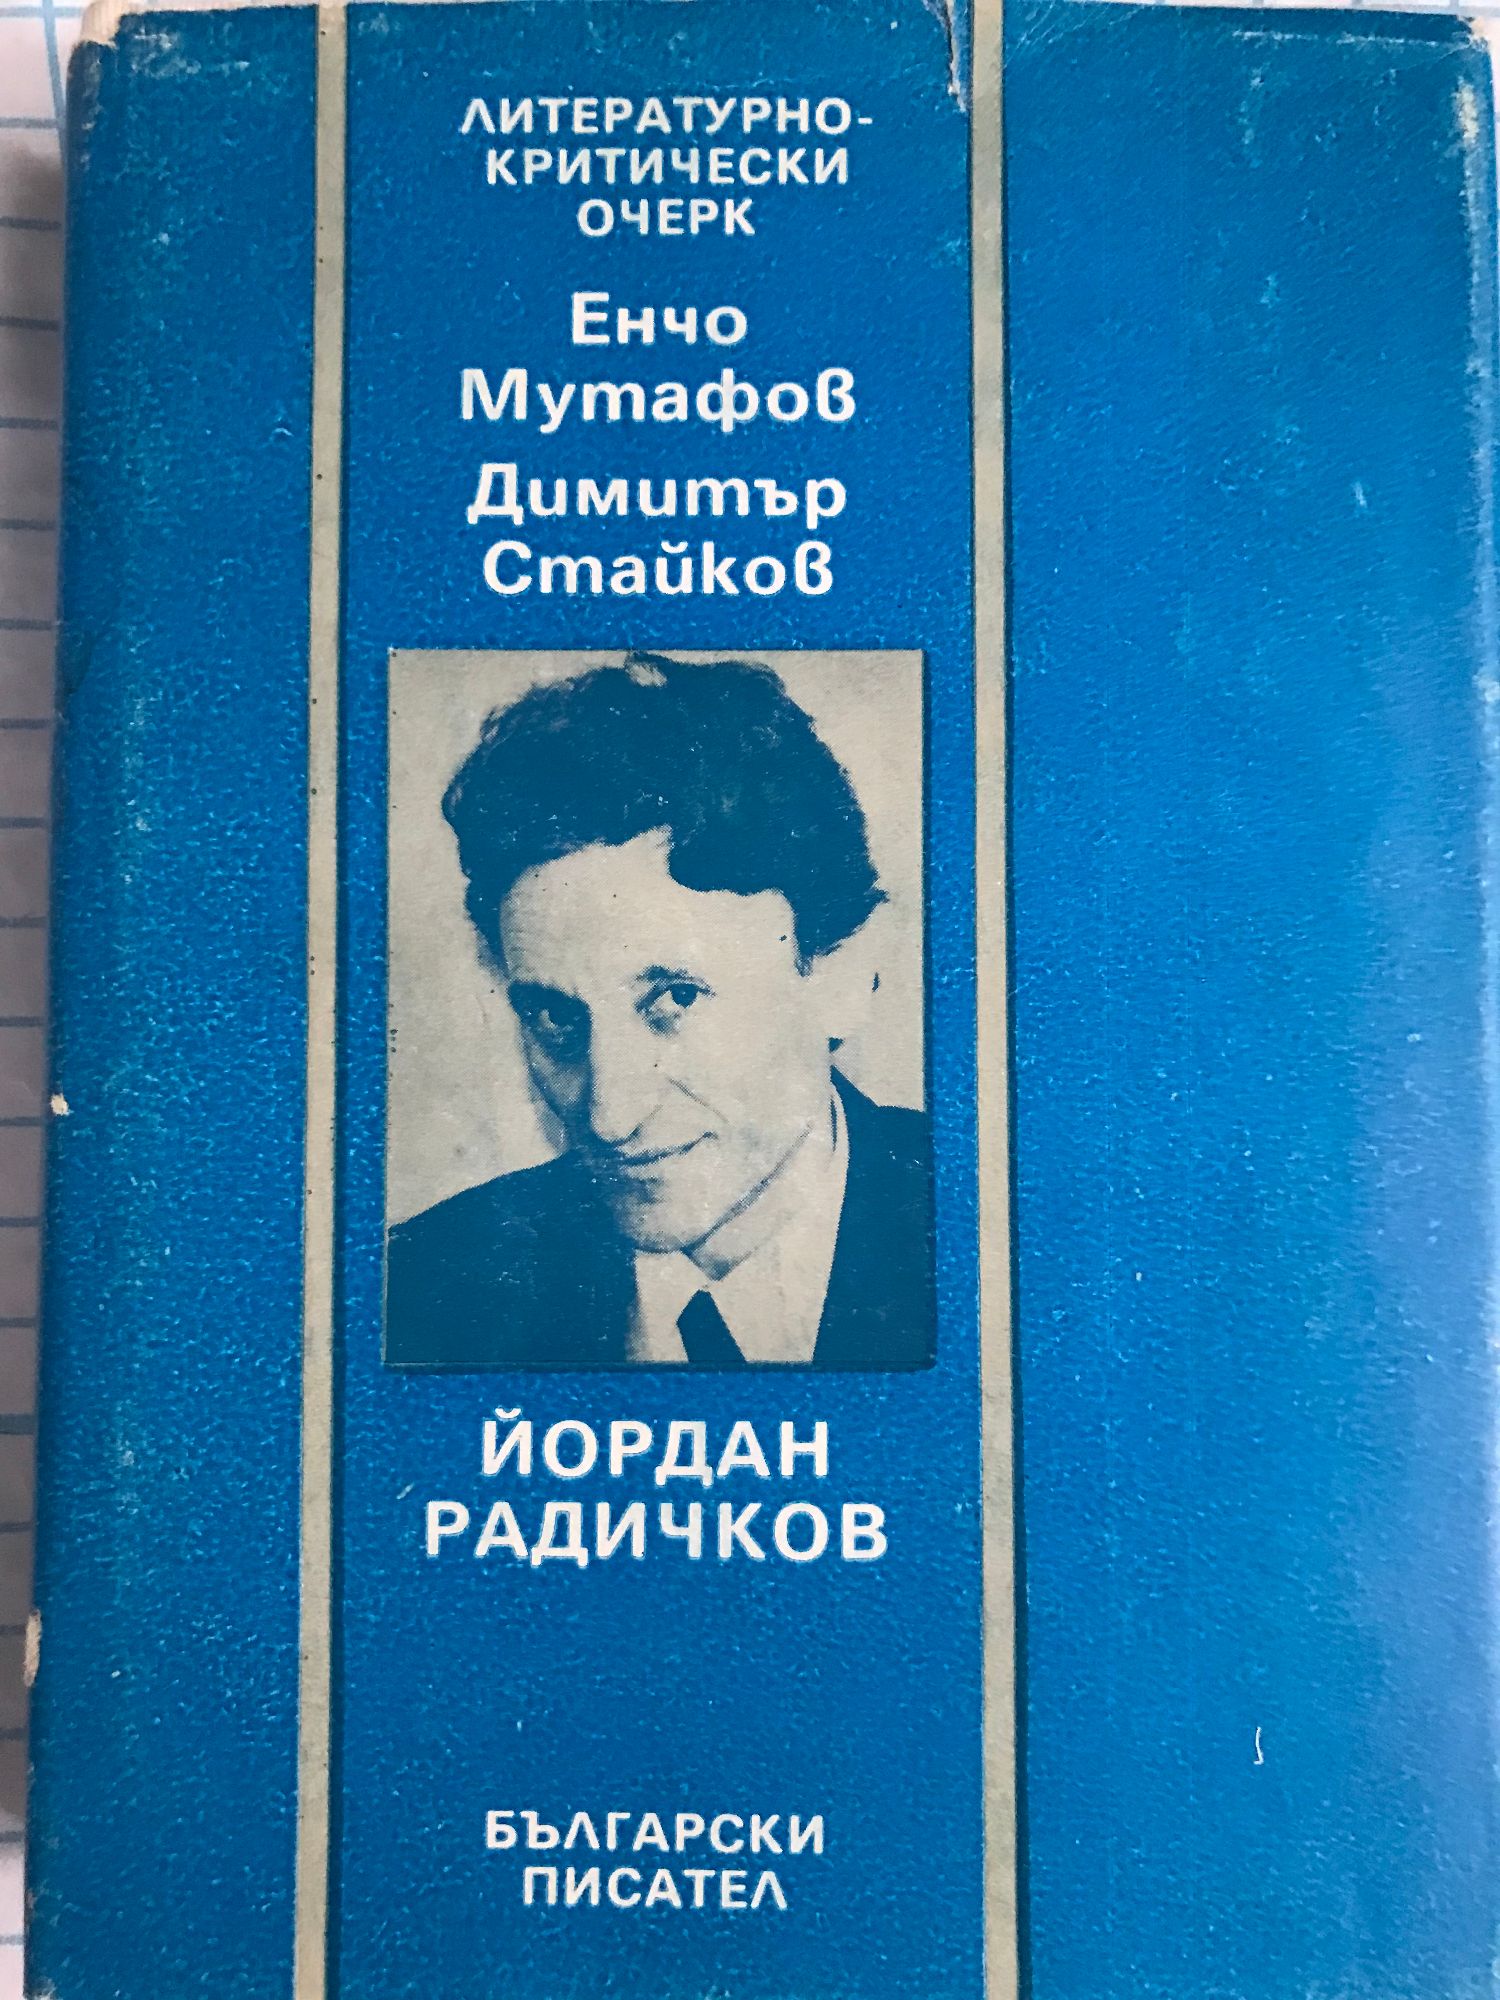 ЛИТЕРАТУРНО-
КРИТИЧЕСКИ
ОЧЕРК
Енчо
Мутафов
Димитър
Стайков
ЙОРДАН
РАДИЧКОВ
БЪЛГАРСКИ
ПИСАТЕЛ